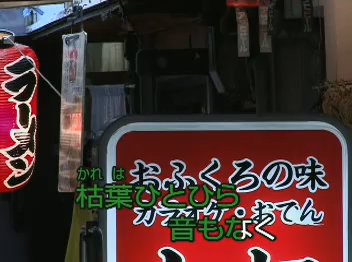 ラーメン
おふくろの味
かれ は
枯葉ひとひら
カラオケ・おでん
音もなく